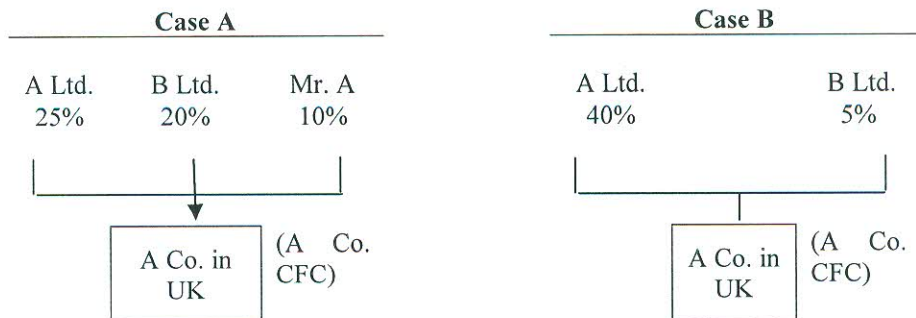 Case A
A Ltd. B Ltd. Mr. A
25% 20% 10%
A Co. in
UK
(A Co.
CFC)
Case B
A Ltd. B Ltd.
40% 5%
A Co. in
UK
(A Co.
CFC)